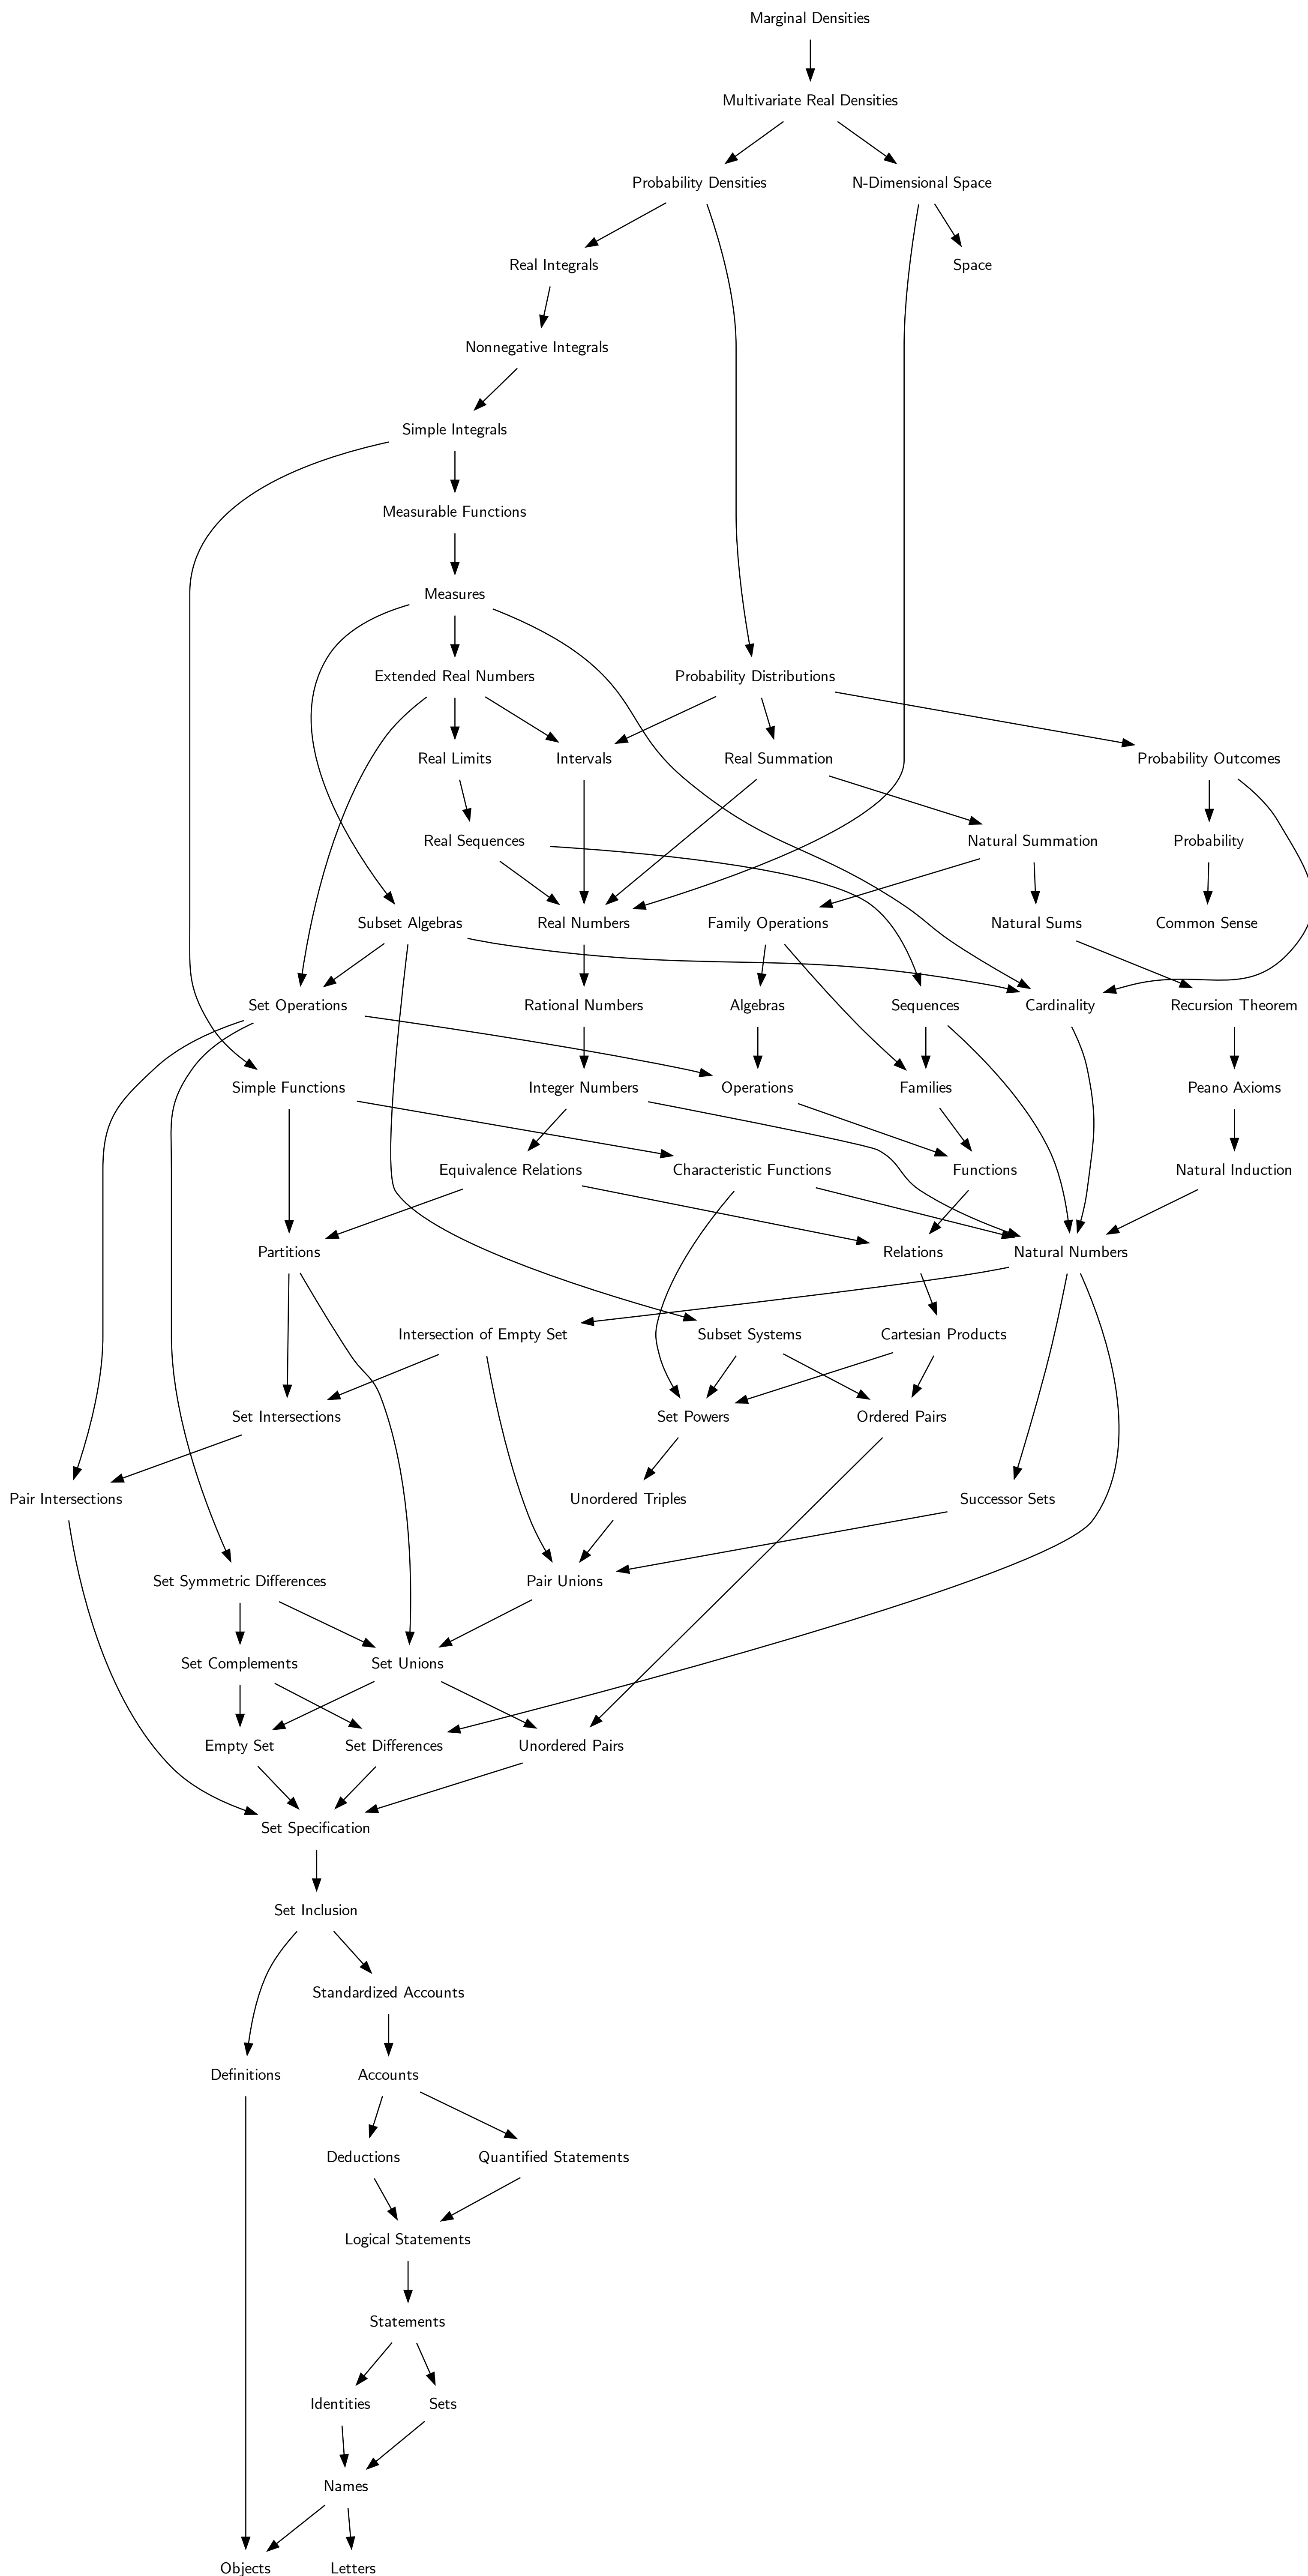 Marginal Densities
Multivariate Real Densities
Probability Densities
N-Dimensional Space
Real Integrals
Space
Nonnegative Integrals
Simple Integrals
Measurable Functions
Measures
Extended Real Numbers
Probability Distributions
Real Limits
Intervals
Real Summation
Probability Outcomes
Real Sequences
Natural Summation
Probability
Subset Algebras
Real Numbers
Family Operations
Natural Sums
Common Sense
Set Operations
Rational Numbers
Algebras
Sequences
Cardinality
Recursion Theorem
Simple Functions
Integer Numbers
Operations
Families
Peano Axioms
Equivalence Relations
Characteristic Functions
Functions
Natural Induction
Partitions
Relations
Natural Numbers
Intersection of Empty Set
Subset Systems
Cartesian Products
Set Intersections
Set Powers
Ordered Pairs
Pair Intersections
Unordered Triples
Successor Sets
Set Symmetric Differences
Pair Unions
Set Complements
Set Unions
Empty Set
Set Differences
Unordered Pairs
Set Specification
Set Inclusion
Standardized Accounts
Definitions
Accounts
Deductions
Quantified Statements
Logical Statements
Statements
Identities
Sets
Names
Objects
Letters